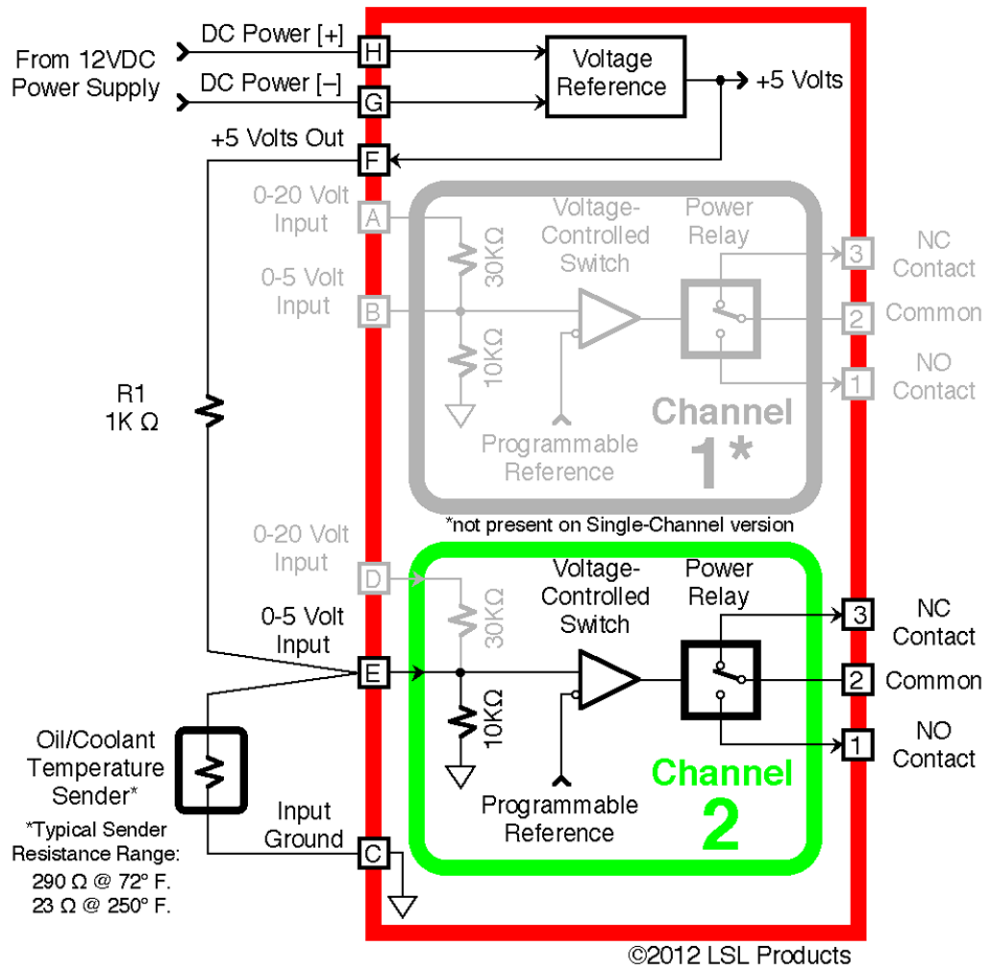 DC Power [+]
From 12VDC
Power Supply
DC Power [–]
H
G
Voltage
Reference
+5 Volts
+5 Volts Out
F
0-20 Volt
Input
A
30KΩ
0-5 Volt
Input
B
10KΩ
Voltage-
Controlled
Switch
Power
Relay
3
NC
Contact
2
Common
1
NO
Contact
Programmable
Reference
Channel
1*
R1
1K Ω
*not present on Single-Channel version
0-20 Volt
Input
D
30KΩ
0-5 Volt
Input
E
10KΩ
Voltage-
Controlled
Switch
Power
Relay
3
NC
Contact
2
Common
1
NO
Contact
Programmable
Reference
Channel
2
Oil/Coolant
Temperature
Sender*
*Typical Sender
Resistance Range:
290 Ω @ 72° F.
23 Ω @ 250° F.
Input
Ground
C
©2012 LSL Products